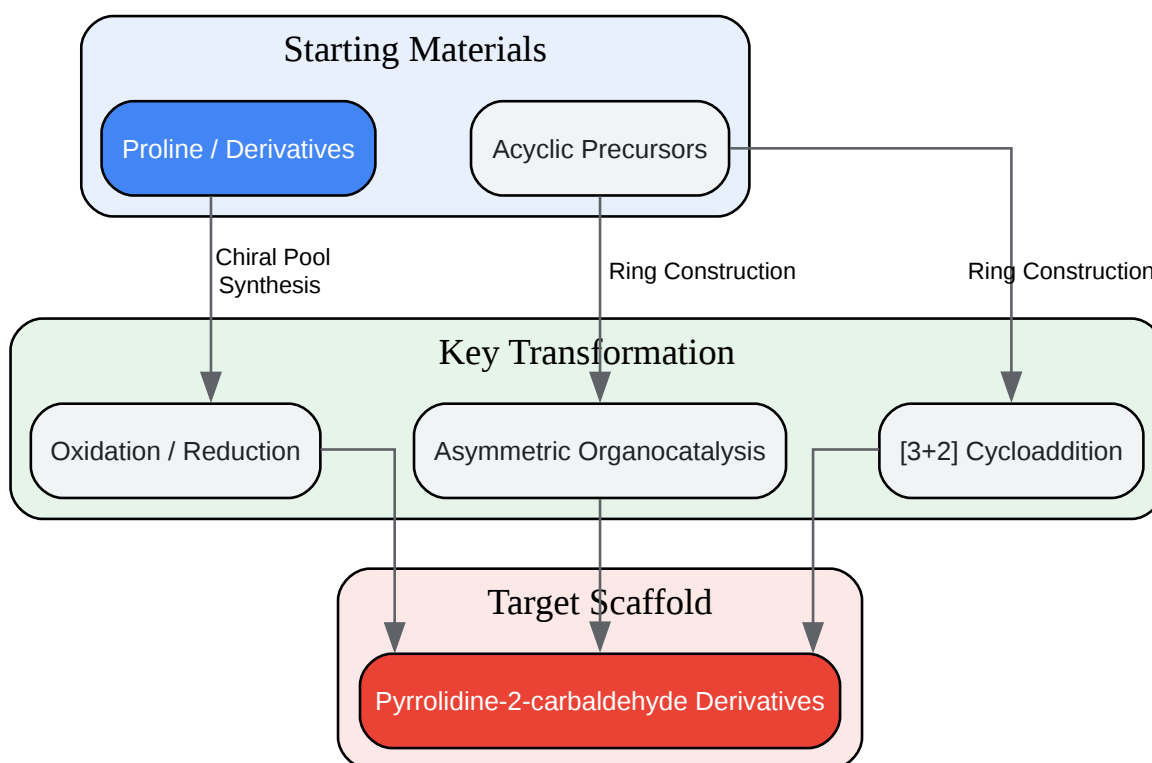 Starting Materials
Proline / Derivatives
Acyclic Precursors
Chiral Pool
Synthesis
Ring Construction
Ring Construction
Key Transformation
Oxidation / Reduction
Asymmetric Organocatalysis
[3+2] Cycloaddition
Target Scaffold
Pyrrolidine-2-carbaldehyde Derivatives